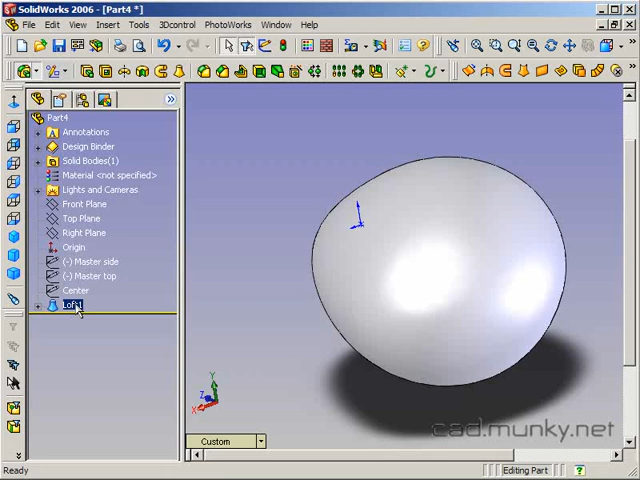 SolidWorks 2006 - [Part4 *]
File Edit View Insert Tools 3Dcontrol PhotoWorks Window Help
Part4
Annotations
Design Binder
Solid Bodies(1)
Material <not specified>
Lights and Cameras
Front Plane
Top Plane
Right Plane
Origin
(-) Master side
(-) Master top
Center
Loft1
Y
Z
X
cad.munky.net
Custom
Ready
Editing Part